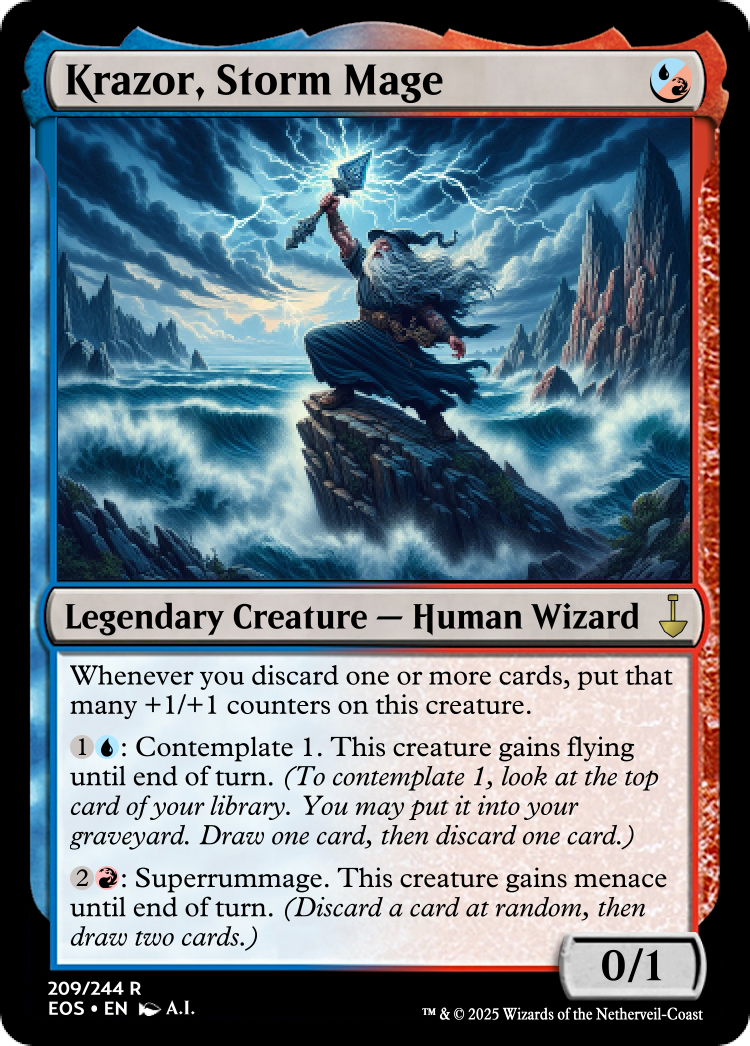 Krazor, Storm Mage
Legendary Creature — Human Wizard
Whenever you discard one or more cards, put that
many +1/+1 counters on this creature.
1: Contemplate 1. This creature gains flying
until end of turn. (To contemplate 1, look at the top
card of your library. You may put it into your
graveyard. Draw one card, then discard one card.)
2: Superrummage. This creature gains menace
until end of turn. (Discard a card at random, then
draw two cards.)
0/1
209/244 R
EOS • EN A.I.
™ & © 2025 Wizards of the Netherveil-Coast